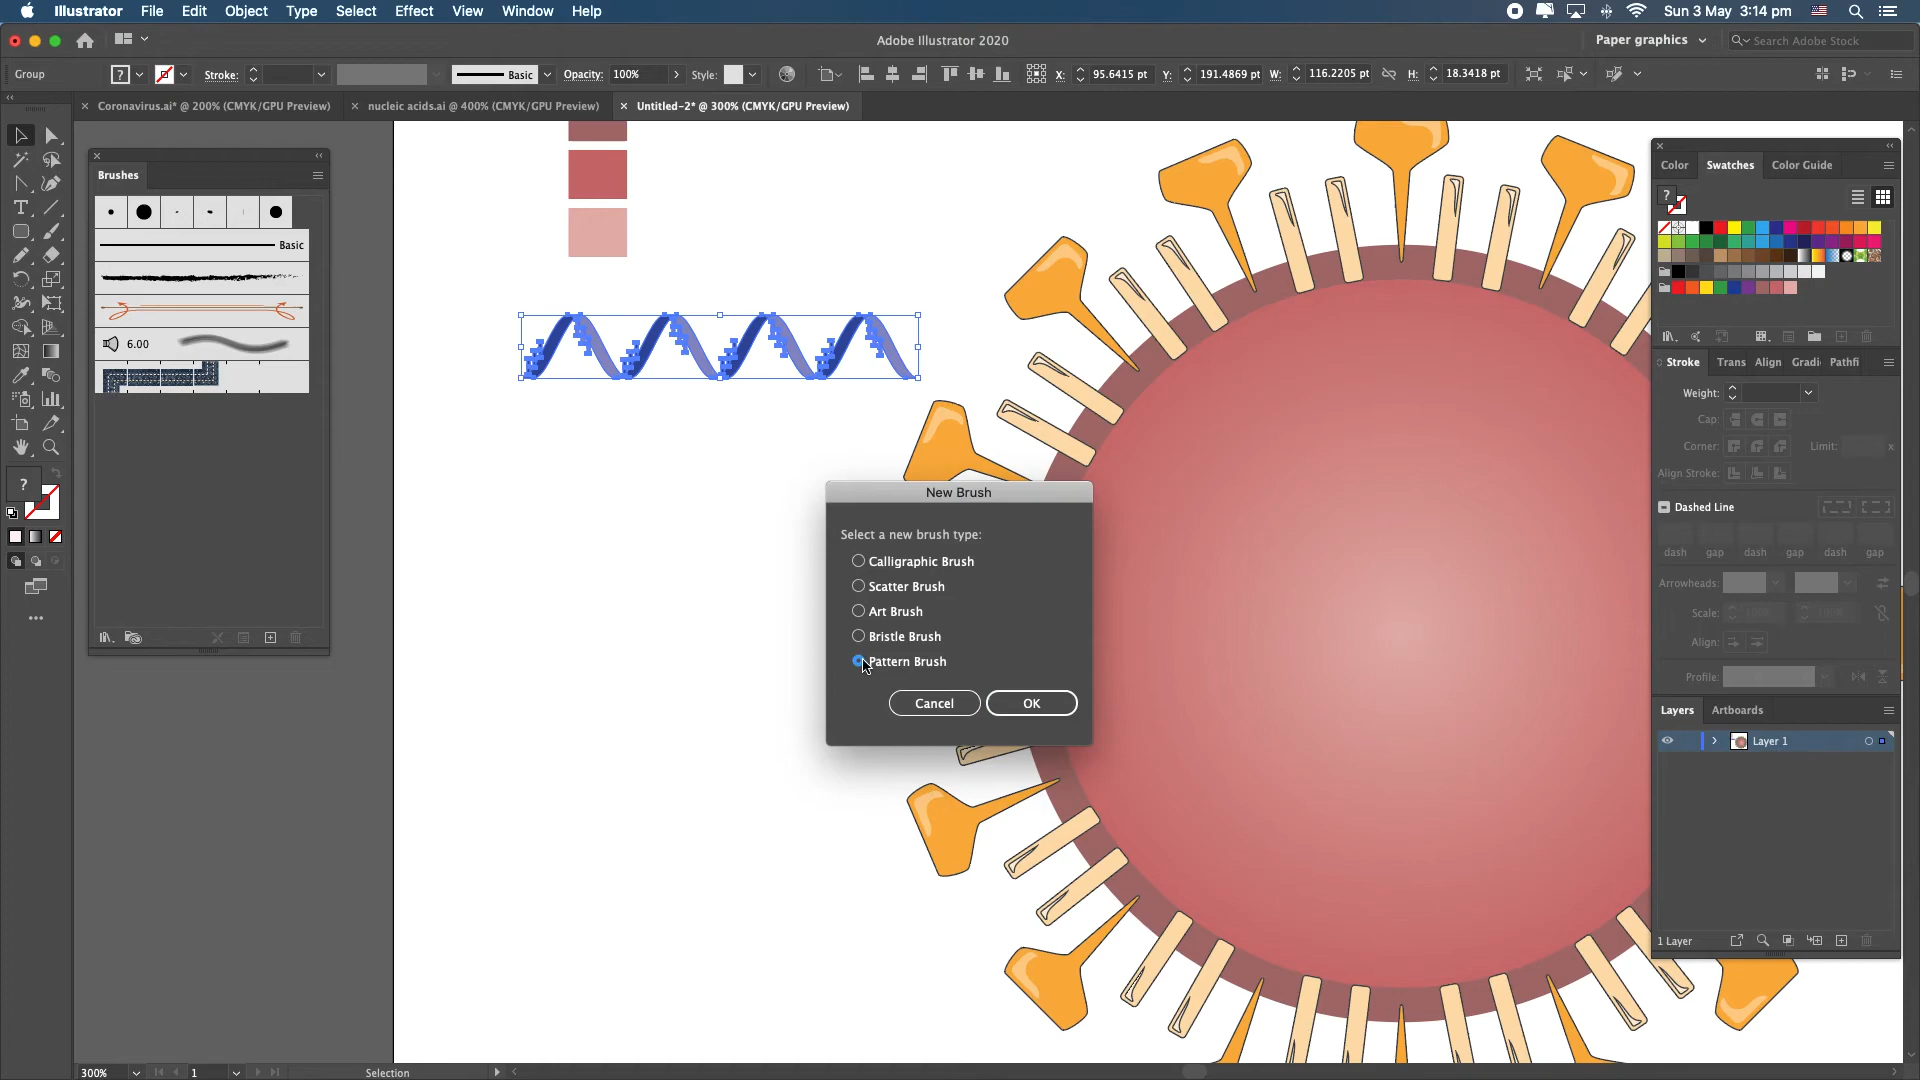 Illustrator File Edit Object Type Select Effect View Window Help
Sun 3 May 3:14 pm
Adobe Illustrator 2020
Paper graphics
Search Adobe Stock
Group
?
Stroke:
Basic
Opacity: 100%
Style:
X: 95.6415 pt
Y: 191.4869 pt
W: 116.2205 pt
H: 18.3418 pt
× Coronavirus.ai* @ 200% (CMYK/GPU Preview)
× nucleic acids.ai @ 400% (CMYK/GPU Preview)
× Untitled-2* @ 300% (CMYK/GPU Preview)
Brushes
Basic
6.00
?
New Brush
Select a new brush type:
Calligraphic Brush
Scatter Brush
Art Brush
Bristle Brush
Pattern Brush
Cancel
OK
Color Swatches Color Guide
?
Stroke Trans Align Gradi Pathfi
Weight:
Cap:
Corner:
Limit:
x
Align Stroke:
Dashed Line
dash gap dash gap dash gap
Arrowheads:
Scale: 100% 100%
Align:
Profile:
Layers Artboards
Layer 1
1 Layer
300%
1
Selection